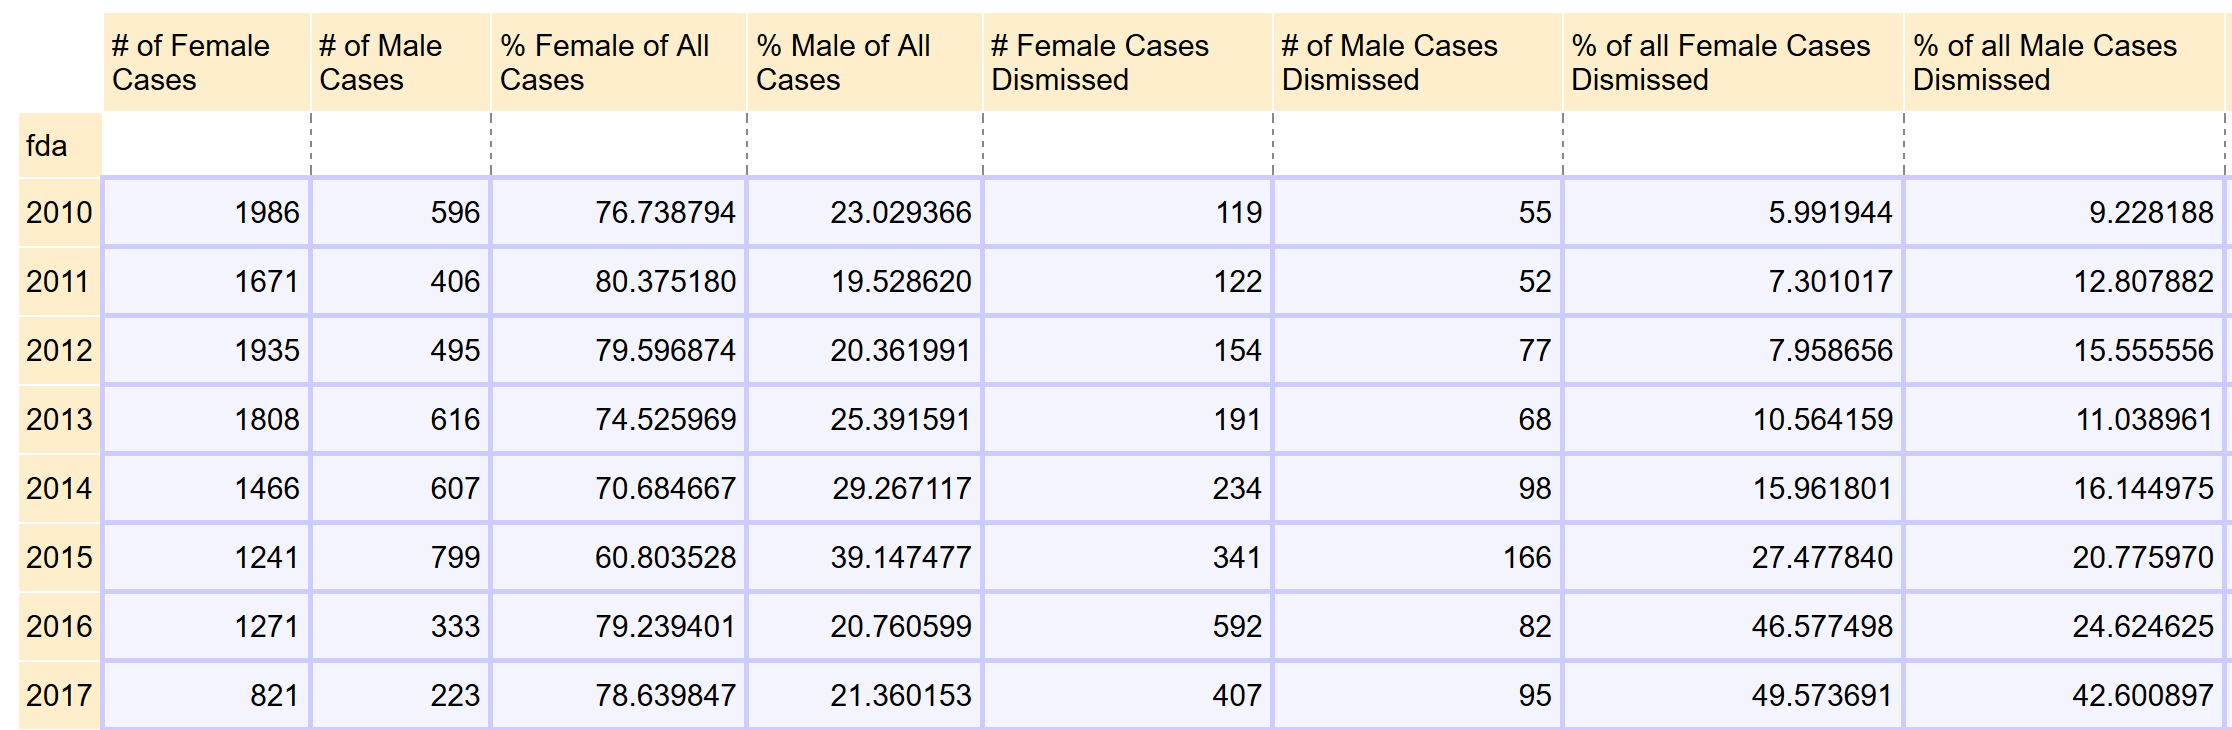 # of Female Cases	# of Male Cases	% Female of All Cases	% Male of All Cases	# Female Cases Dismissed	# of Male Cases Dismissed	% of all Female Cases Dismissed	% of all Male Cases Dismissed
fda
2010	1986	596	76.738794	23.029366	119	55	5.991944	9.228188
2011	1671	406	80.375180	19.528620	122	52	7.301017	12.807882
2012	1935	495	79.596874	20.361991	154	77	7.958656	15.555556
2013	1808	616	74.525969	25.391591	191	68	10.564159	11.038961
2014	1466	607	70.684667	29.267117	234	98	15.961801	16.144975
2015	1241	799	60.803528	39.147477	341	166	27.477840	20.775970
2016	1271	333	79.239401	20.760599	592	82	46.577498	24.624625
2017	821	223	78.639847	21.360153	407	95	49.573691	42.600897